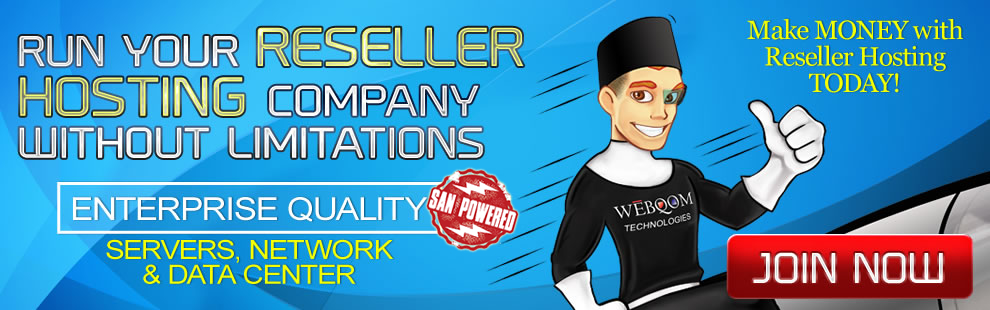 RUN YOUR RESELLER
HOSTING COMPANY
WITHOUT LIMITATIONS
ENTERPRISE QUALITY
SAN POWERED
SERVERS, NETWORK
& DATA CENTER
WEBQOM
TECHNOLOGIES
Make MONEY with
Reseller Hosting
TODAY!
JOIN NOW